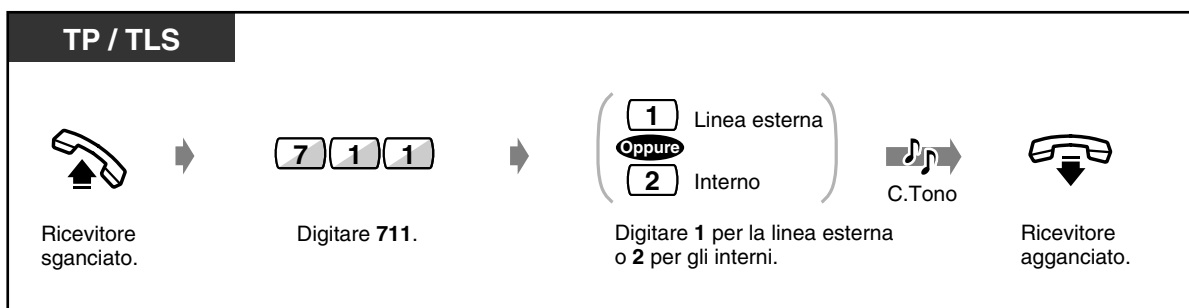 TP / TLS
7 1 1
1 Linea esterna
Oppure
2 Interno
C.Tono
Ricevitore
sganciato.
Digitare 711.
Digitare 1 per la linea esterna
o 2 per gli interni.
Ricevitore
agganciato.